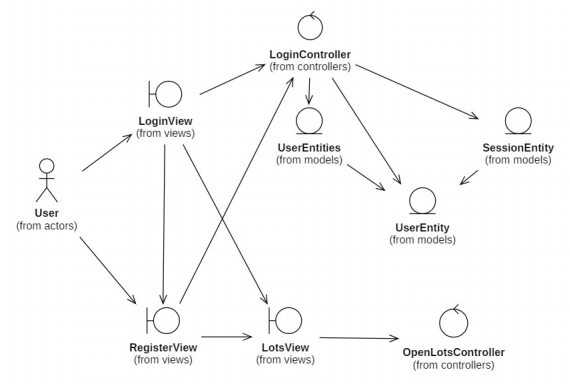 LoginController
(from controllers)
LoginView
(from views)
UserEntities
(from models)
SessionEntity
(from models)
User
(from actors)
UserEntity
(from models)
RegisterView
(from views)
LotsView
(from views)
OpenLotsController
(from controllers)